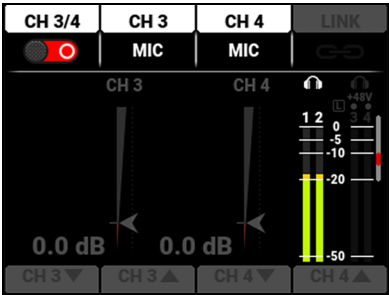 CH 3/4 CH 3 CH 4 LINK
MIC MIC
CH 3 CH 4
+48V
L
1 2 3 4
0
-5
-10
-20
-50
0.0 dB 0.0 dB
CH 3▼ CH 3▲ CH 4▼ CH 4▲